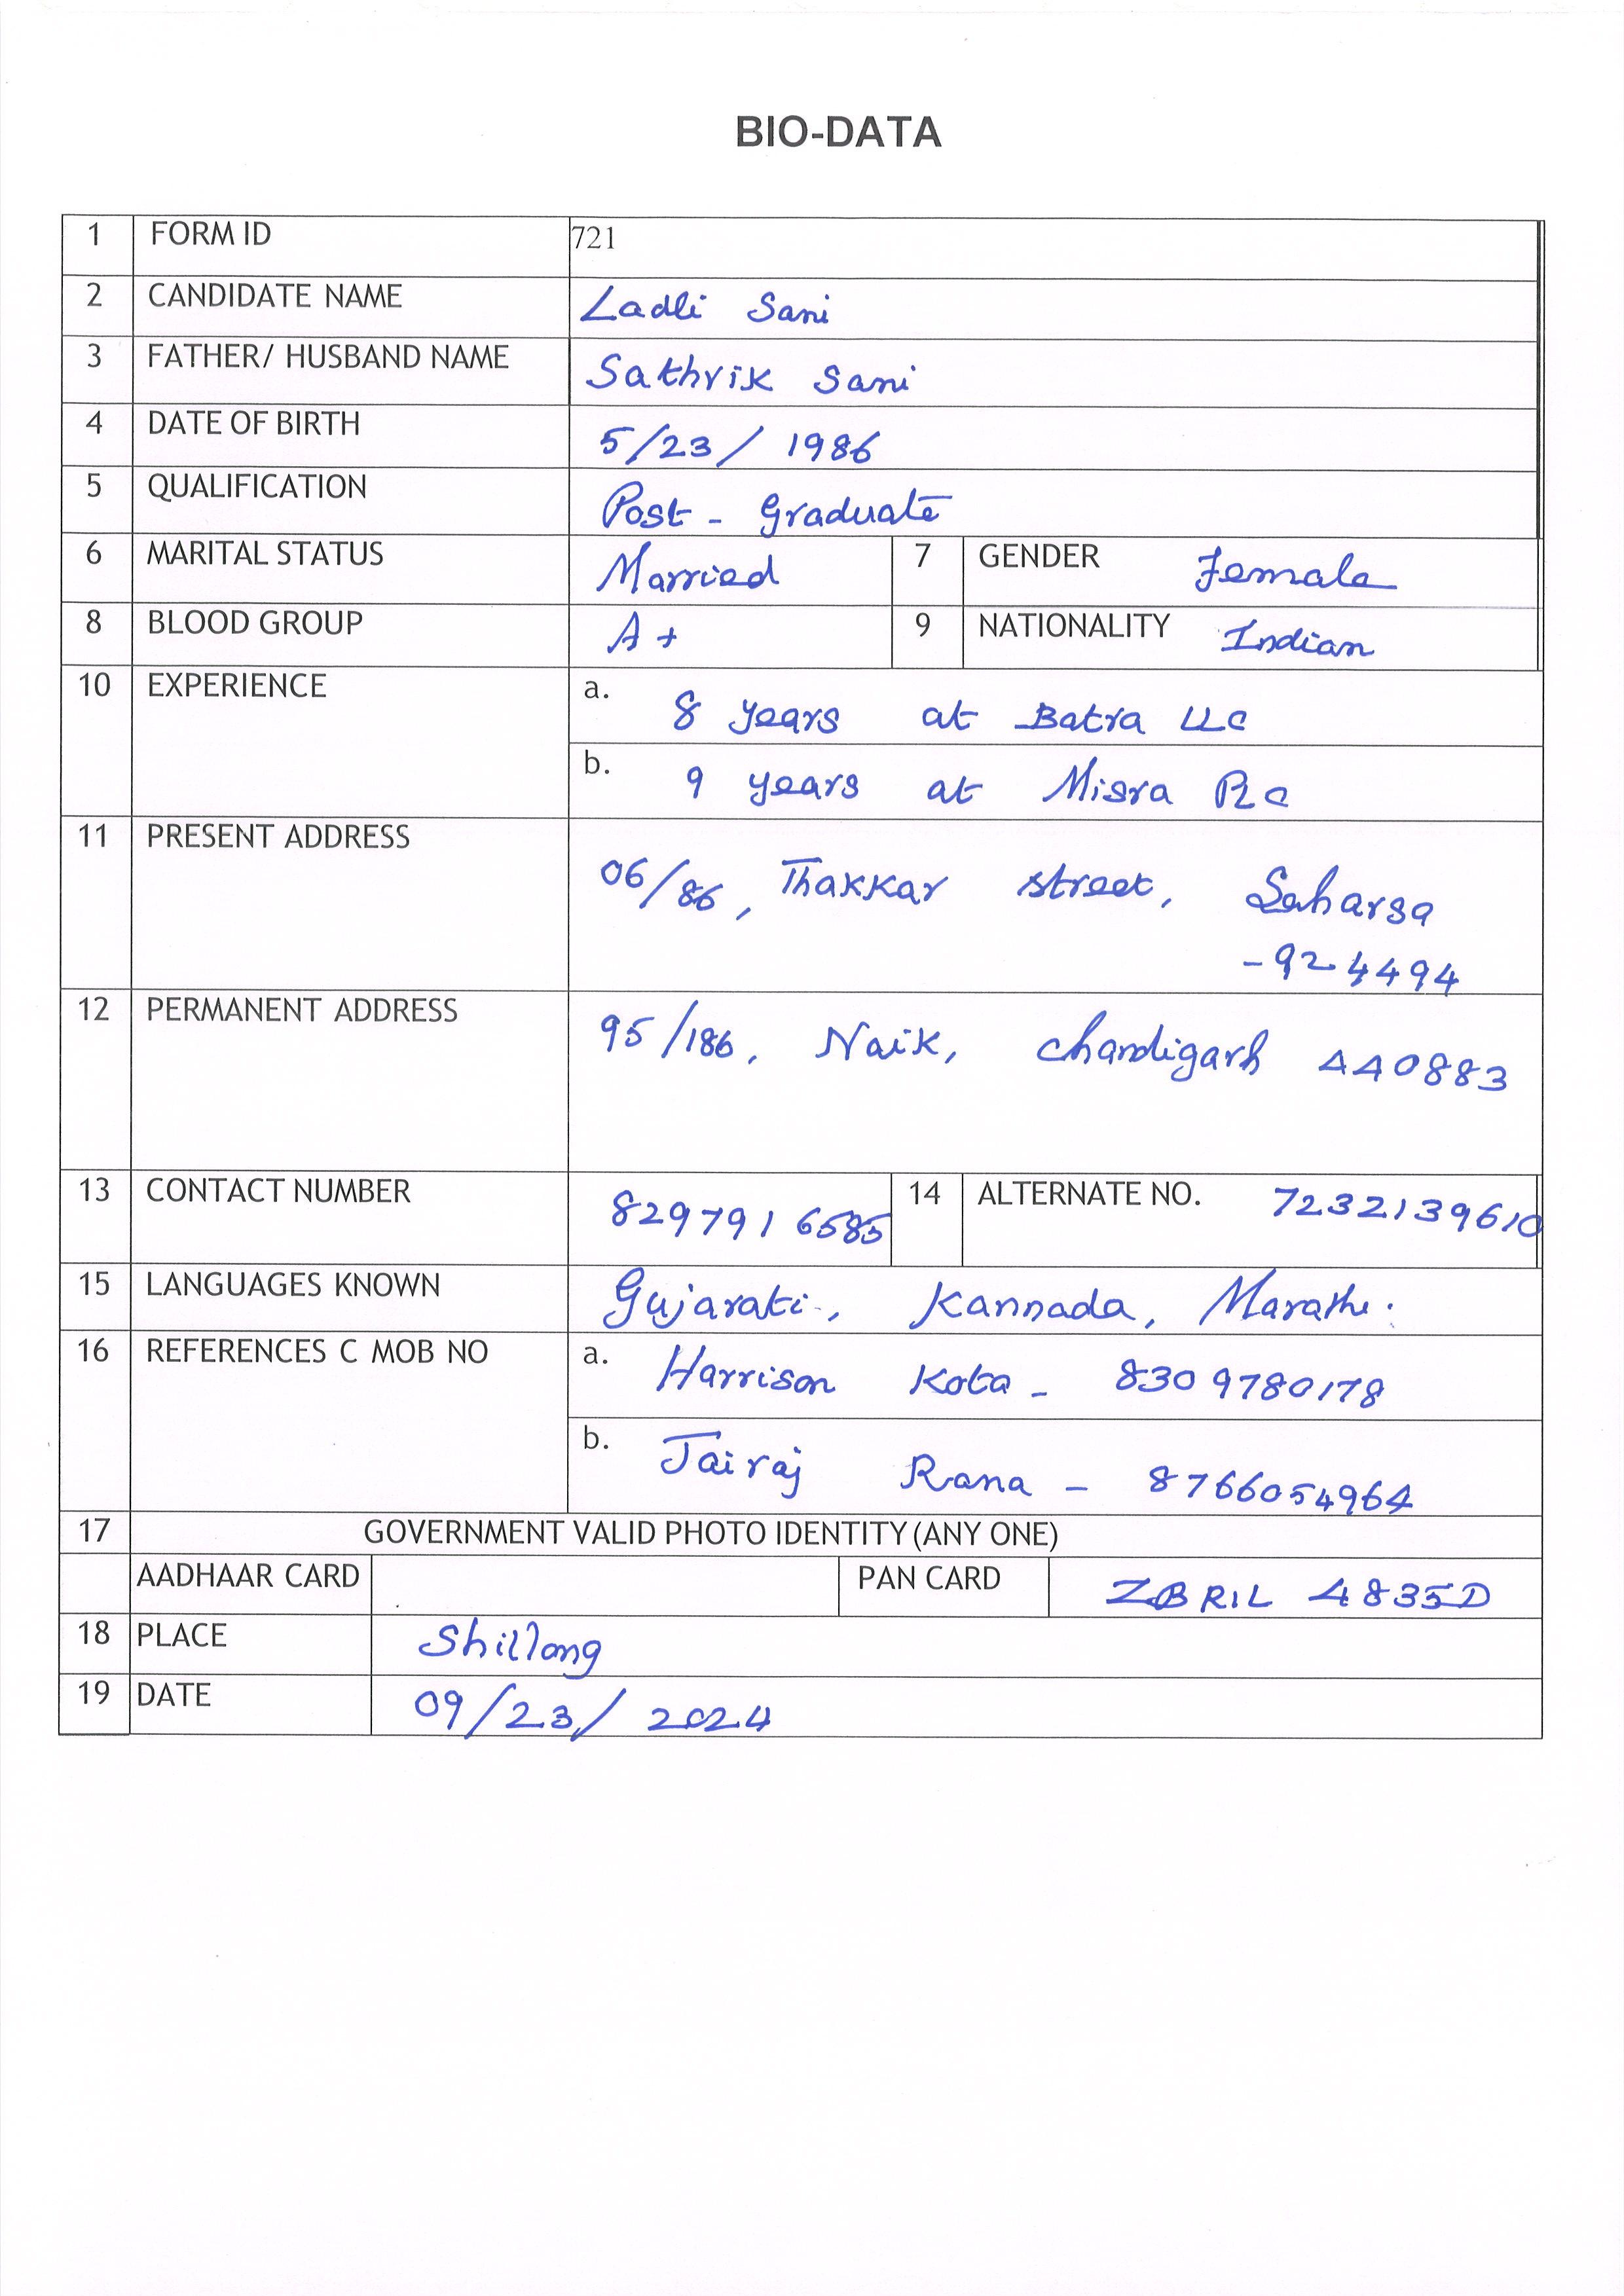 BIO-DATA
1 FORM ID 721
2 CANDIDATE NAME Ladli Sani
3 FATHER/ HUSBAND NAME Sathvik Sani
4 DATE OF BIRTH 5/23/ 1986
5 QUALIFICATION Post - Graduate
6 MARITAL STATUS Married 7 GENDER Female
8 BLOOD GROUP A+ 9 NATIONALITY Indian
10 EXPERIENCE a. 8 years at Batra LLC
b. 9 years at Misra PLC
11 PRESENT ADDRESS 06/86, Thakkar street, Saharsa
- 924494
12 PERMANENT ADDRESS 95/186, Naik, Chandigarh 440883
13 CONTACT NUMBER 8297916585 14 ALTERNATE NO. 7232139610
15 LANGUAGES KNOWN Gujarati, Kannada, Marathi.
16 REFERENCES C MOB NO a. Harrison Kota - 8309780178
b. Jairaj Rana - 8766054964
17 GOVERNMENT VALID PHOTO IDENTITY (ANY ONE)
AADHAAR CARD PAN CARD ZBRIL 4835D
18 PLACE Shillong
19 DATE 09/23/ 2024